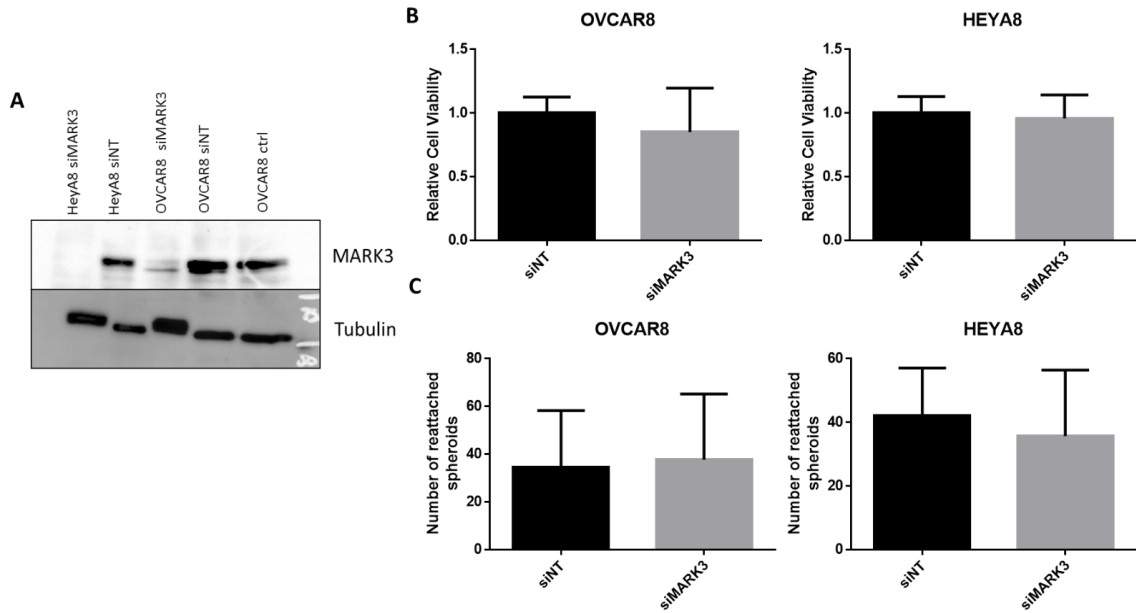 A
HeyA8 siMARK3
HeyA8 siNT
OVCAR8 siMARK3
OVCAR8 siNT
OVCAR8 ctrl
MARK3
Tubulin
B
OVCAR8
Relative Cell Viability
1.5
1.0
0.5
0.0
siNT
siMARK3
HEYA8
Relative Cell Viability
1.5
1.0
0.5
0.0
siNT
siMARK3
C
OVCAR8
Number of reattached
spheroids
80
60
40
20
0
siNT
siMARK3
HEYA8
Number of reattached
spheroids
60
40
20
0
siNT
siMARK3